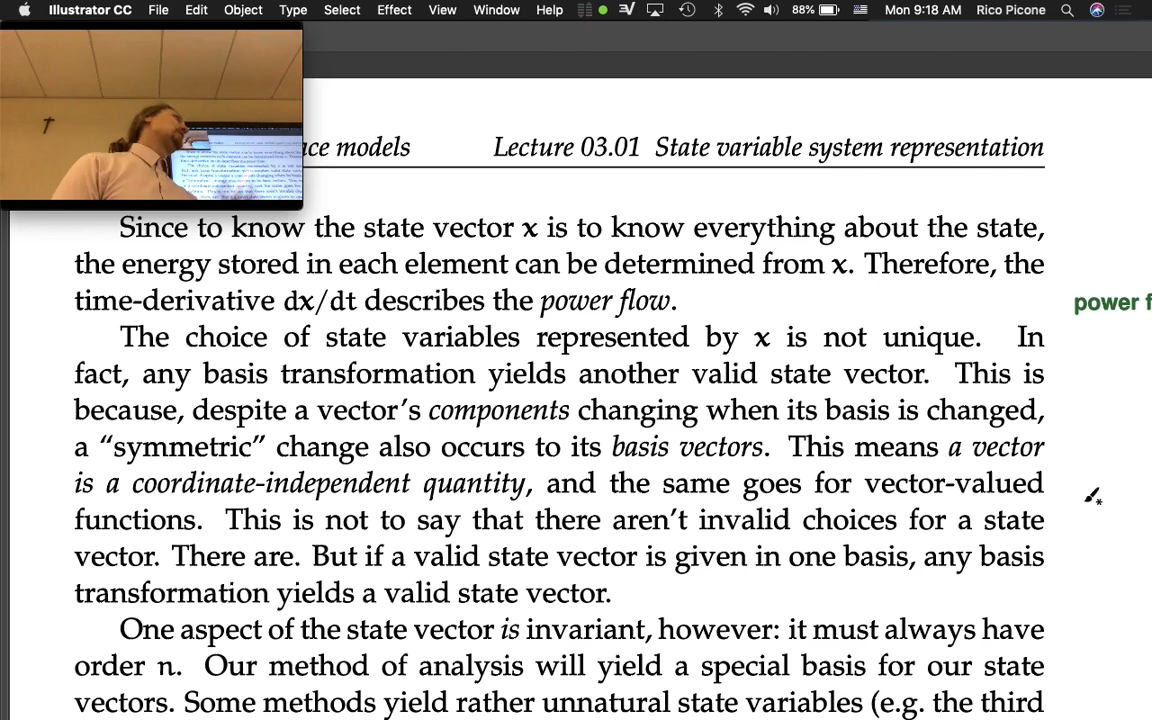 Illustrator CC File Edit Object Type Select Effect View Window Help 88% Mon 9:18 AM Rico Picone
ace models Lecture 03.01 State variable system representation
Since to know the state vector x is to know everything about the state,
the energy stored in each element can be determined from x. Therefore, the
time-derivative dx/dt describes the power flow.
power f
The choice of state variables represented by x is not unique. In
fact, any basis transformation yields another valid state vector. This is
because, despite a vector's components changing when its basis is changed,
a “symmetric” change also occurs to its basis vectors. This means a vector
is a coordinate-independent quantity, and the same goes for vector-valued
functions. This is not to say that there aren't invalid choices for a state
vector. There are. But if a valid state vector is given in one basis, any basis
transformation yields a valid state vector.
One aspect of the state vector is invariant, however: it must always have
order n. Our method of analysis will yield a special basis for our state
vectors. Some methods yield rather unnatural state variables (e.g. the third